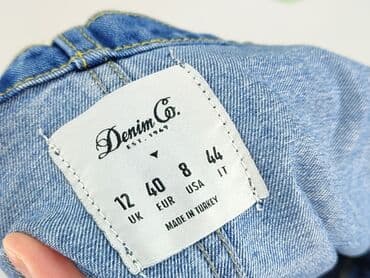 Denim Co.
EST. 1969
12 40 8 44
UK EUR USA IT
MADE IN TURKEY